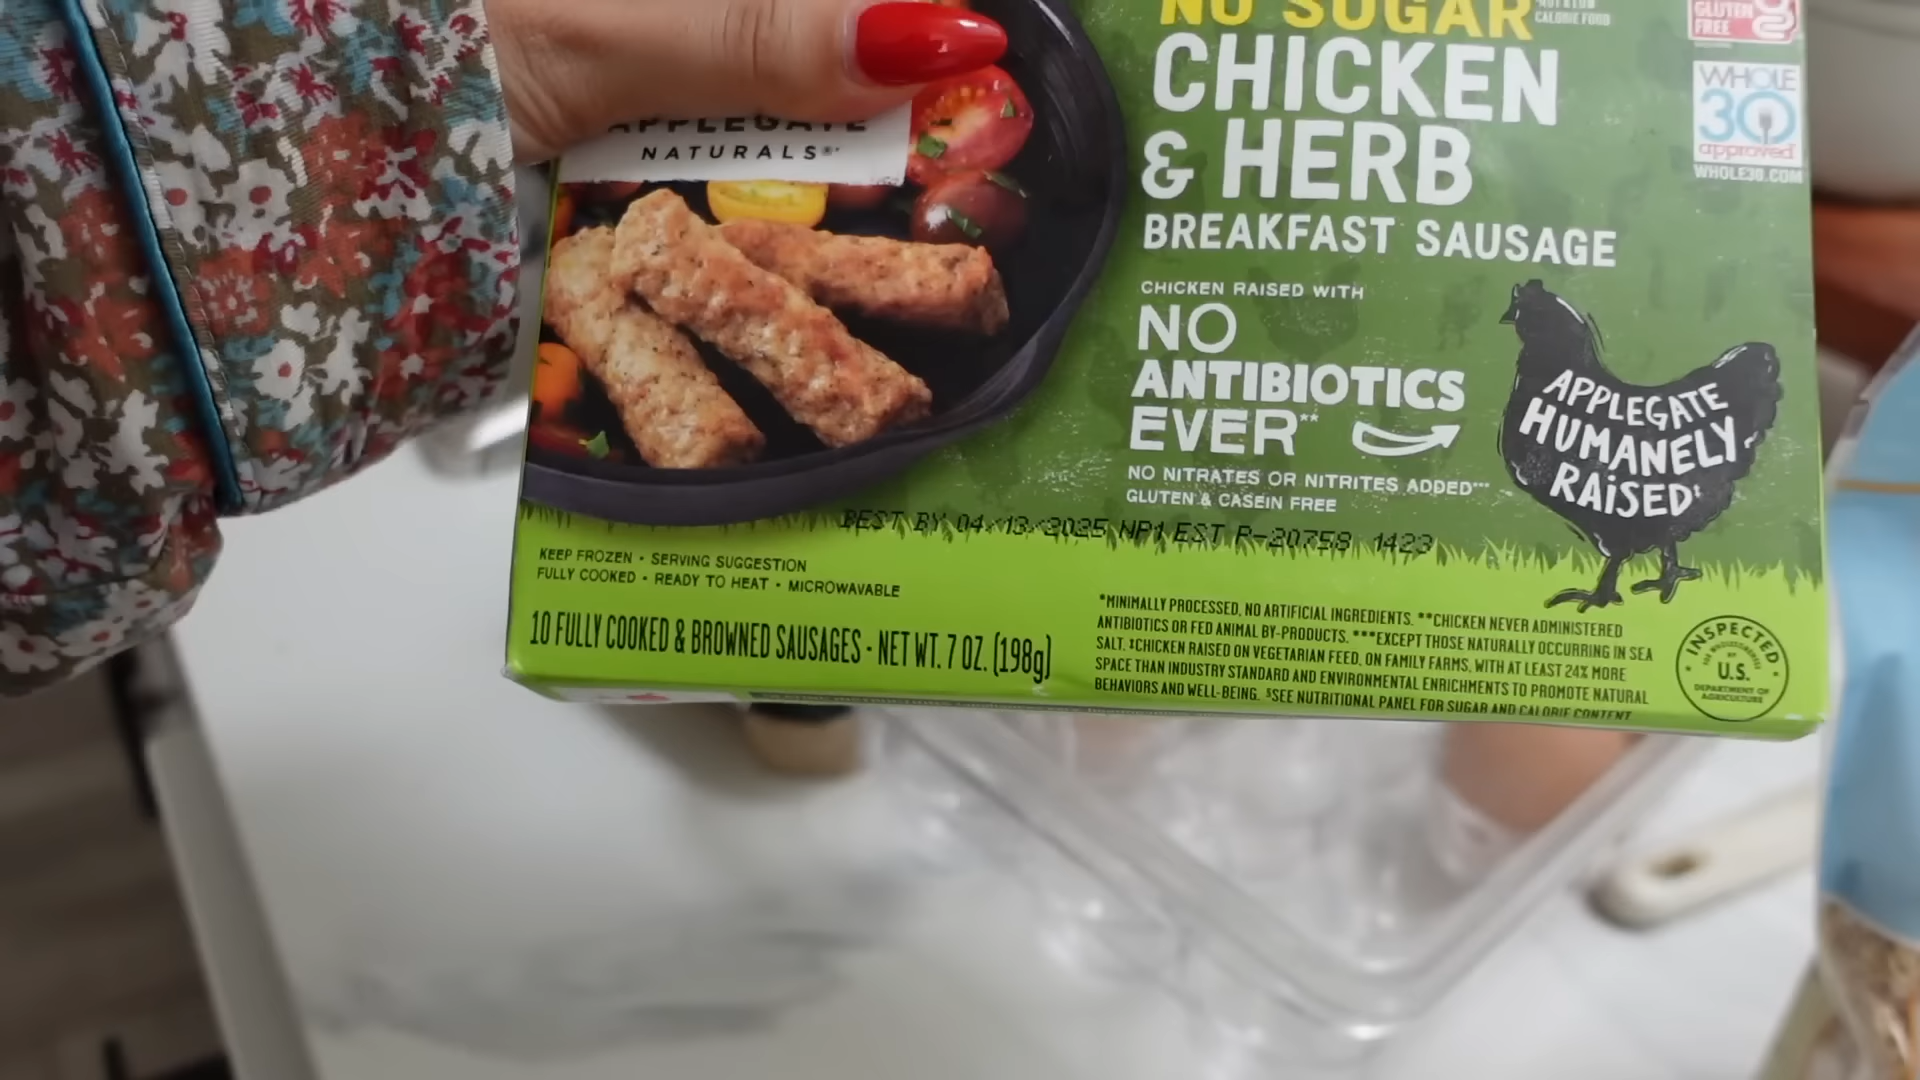 NO SUGAR
CALORIE FOOD
GLUTEN
FREE
CHICKEN
& HERB
BREAKFAST SAUSAGE
WHOLE
30
approved
WHOLE30.COM
APPLEGATE
NATURALS®*
CHICKEN RAISED WITH
NO
ANTIBIOTICS
EVER**
NO NITRATES OR NITRITES ADDED***
GLUTEN & CASEIN FREE
APPLEGATE
HUMANELY
RAISED‡
BEST BY 04/13/2025 NP1 EST P-20758 1423
KEEP FROZEN • SERVING SUGGESTION
FULLY COOKED • READY TO HEAT • MICROWAVABLE
10 FULLY COOKED & BROWNED SAUSAGES • NET WT. 7 OZ. (198g)
*MINIMALLY PROCESSED, NO ARTIFICIAL INGREDIENTS. **CHICKEN NEVER ADMINISTERED
ANTIBIOTICS OR FED ANIMAL BY-PRODUCTS. ***EXCEPT THOSE NATURALLY OCCURRING IN SEA
SALT. ‡CHICKEN RAISED ON VEGETARIAN FEED, ON FAMILY FARMS, WITH AT LEAST 24% MORE
SPACE THAN INDUSTRY STANDARD AND ENVIRONMENTAL ENRICHMENTS TO PROMOTE NATURAL
BEHAVIORS AND WELL-BEING. §SEE NUTRITIONAL PANEL FOR SUGAR AND CALORIE CONTENT
INSPECTED
BY
U.S.
DEPARTMENT OF
AGRICULTURE